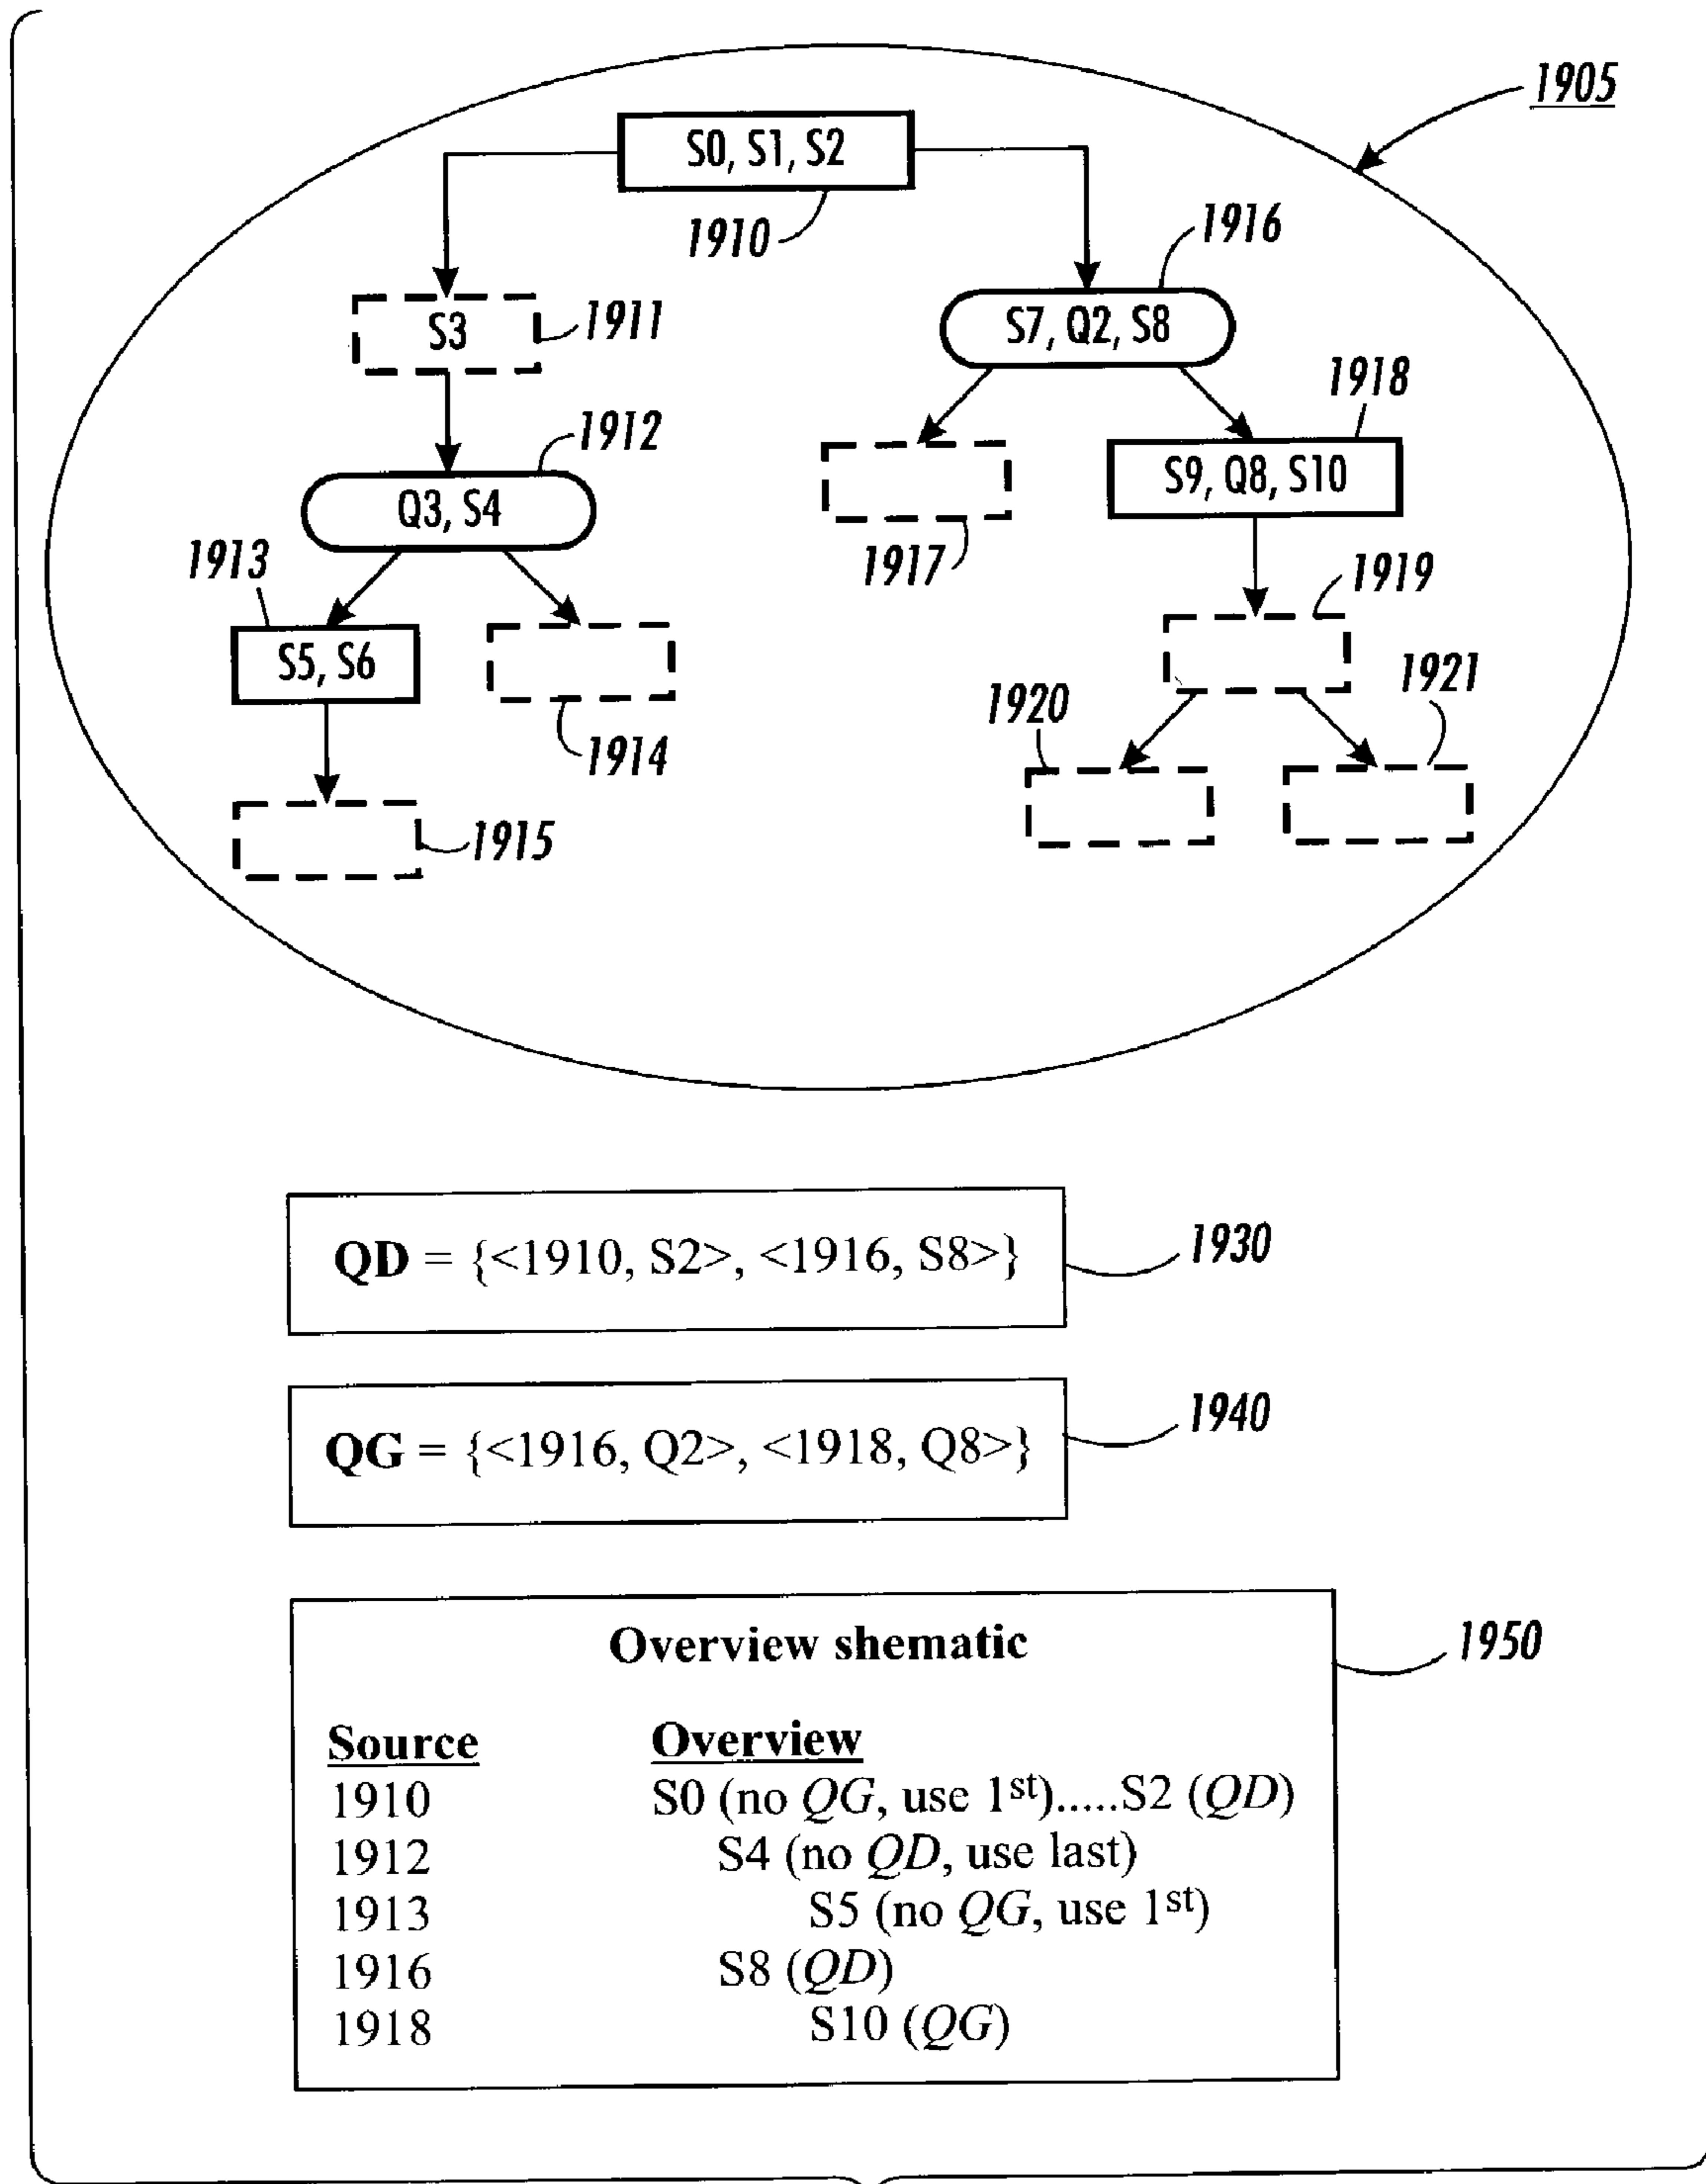 1905
S0, S1, S2
1910
1916
S3
1911
S7, Q2, S8
1918
1912
Q3, S4
S9, Q8, S10
1917
1913
1919
S5, S6
1920
1921
1914
1915
QD = {<1910, S2>, <1916, S8>}
1930
QG = {<1916, Q2>, <1918, Q8>}
1940
Overview shematic
1950
Source Overview
1910 S0 (no QG, use 1st).....S2 (QD)
1912 S4 (no QD, use last)
1913 S5 (no QG, use 1st)
1916 S8 (QD)
1918 S10 (QG)